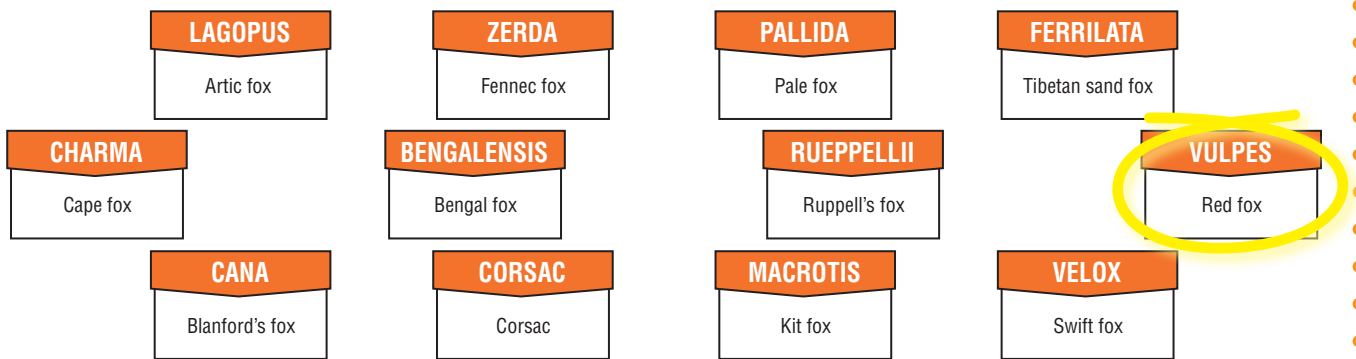 LAGOPUS
Artic fox
ZERDA
Fennec fox
PALLIDA
Pale fox
FERRILATA
Tibetan sand fox
CHARMA
Cape fox
BENGALENSIS
Bengal fox
RUEPPELLII
Ruppell's fox
VULPES
Red fox
CANA
Blanford's fox
CORSAC
Corsac
MACROTIS
Kit fox
VELOX
Swift fox